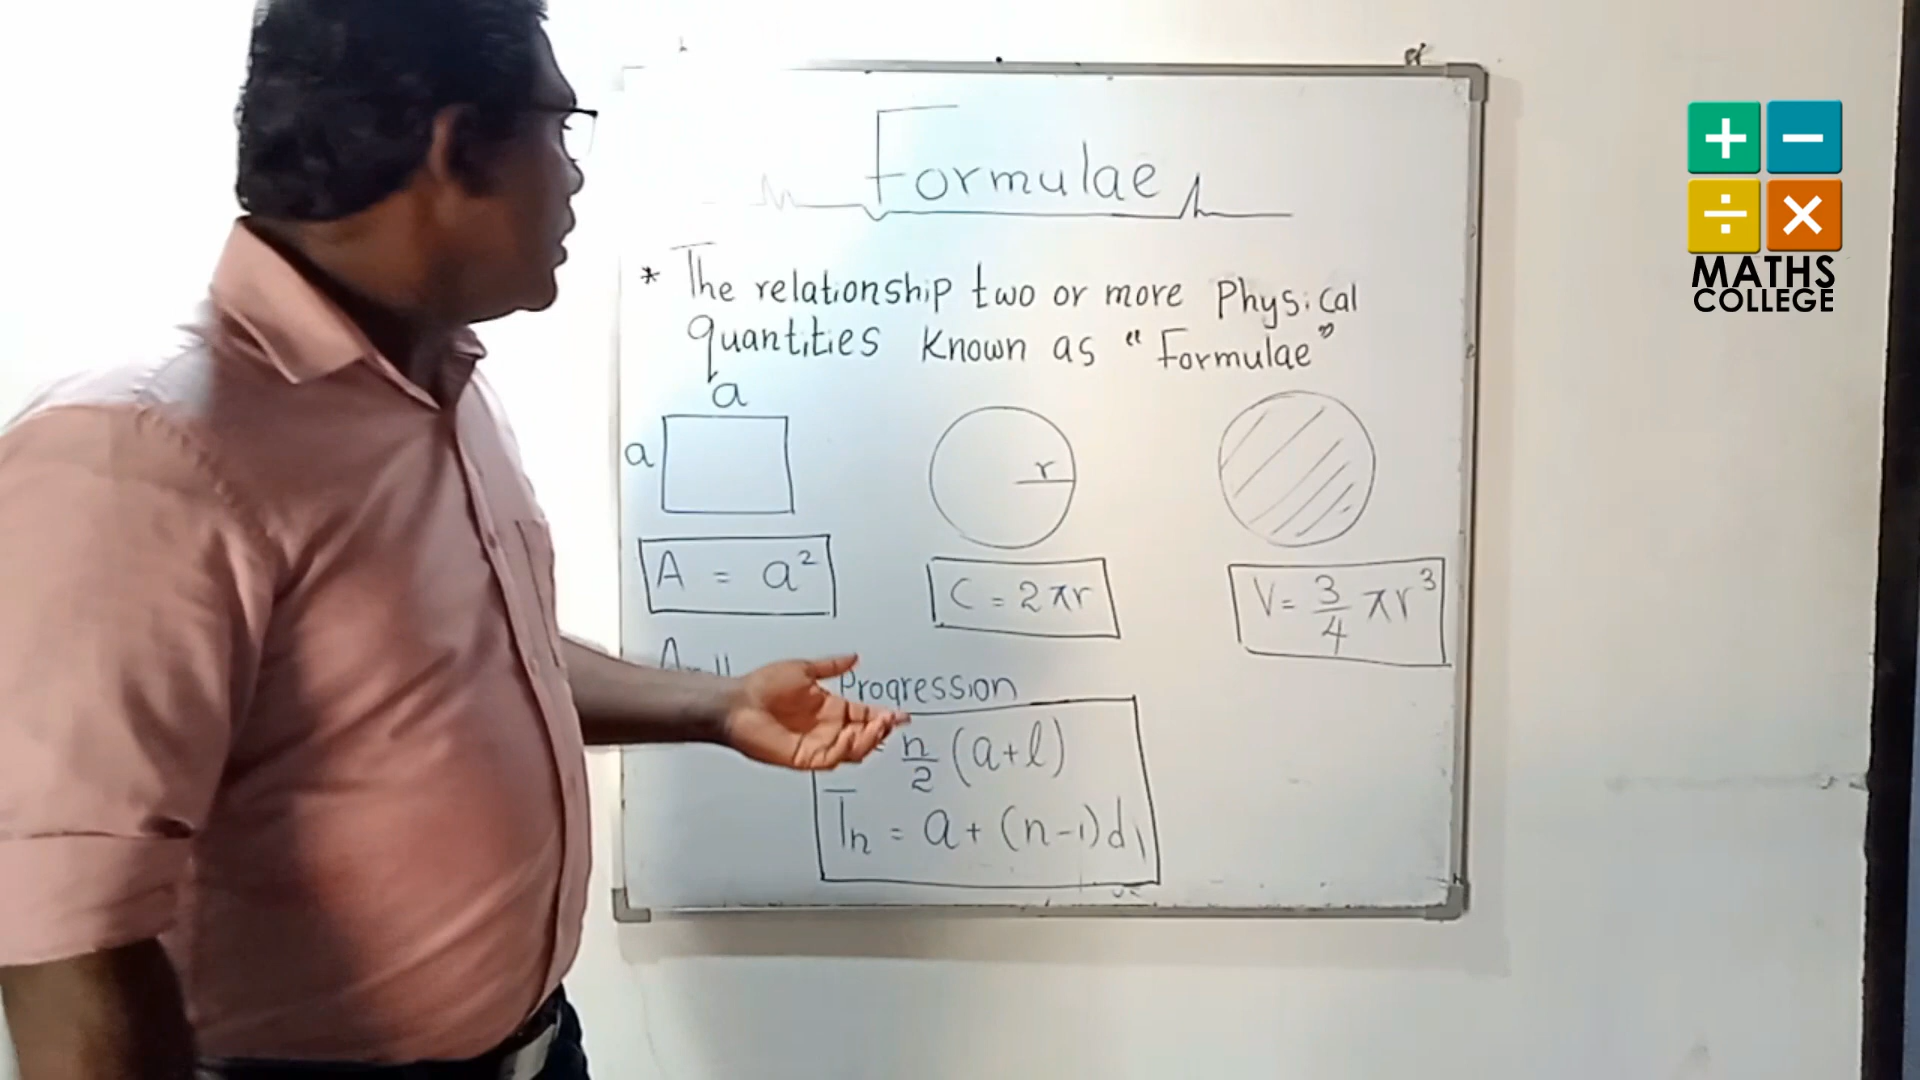 Formulae
* The relationship two or more Physical
quantities known as "Formulae"
a
a
r
A = a²
C = 2πr
V = 3/4 πr³
Progression
n/2 (a+l)
Tn = a + (n-1)d
+ −
÷ ×
MATHS
COLLEGE